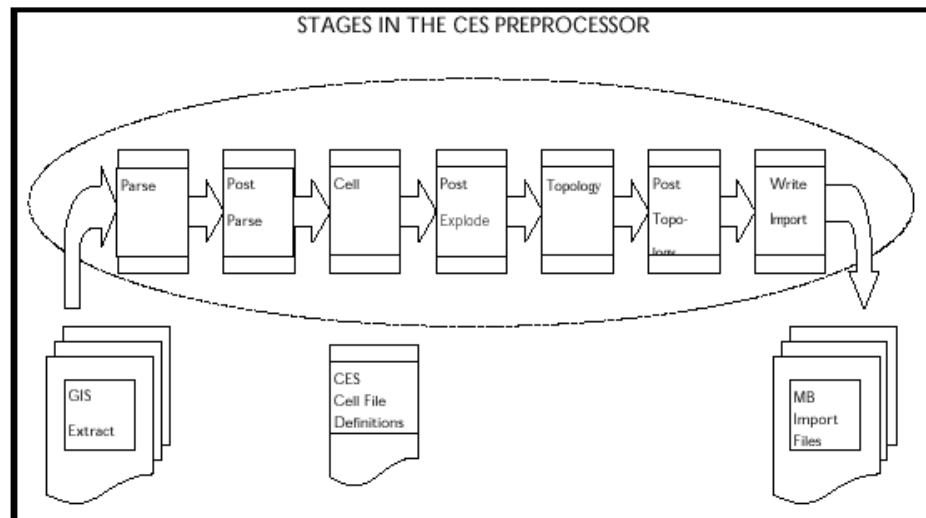 STAGES IN THE CES PREPROCESSOR
Parse
Post
Parse
Cell
Post
Explode
Topology
Post
Topo-
logy
Write
Import
GIS
Extract
CES
Cell File
Definitions
MB
Import
Files